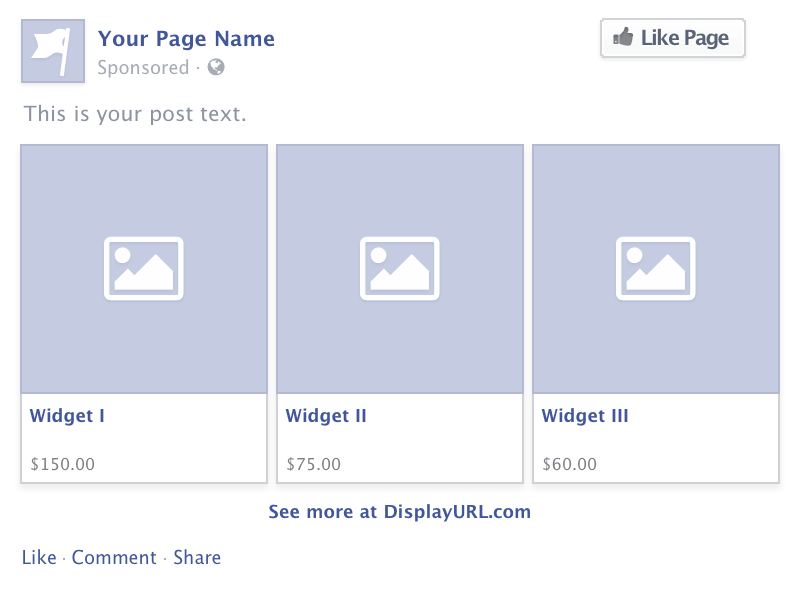 Your Page Name
Like Page
Sponsored ·
This is your post text.
Widget I
$150.00
Widget II
$75.00
Widget III
$60.00
See more at DisplayURL.com
Like · Comment · Share